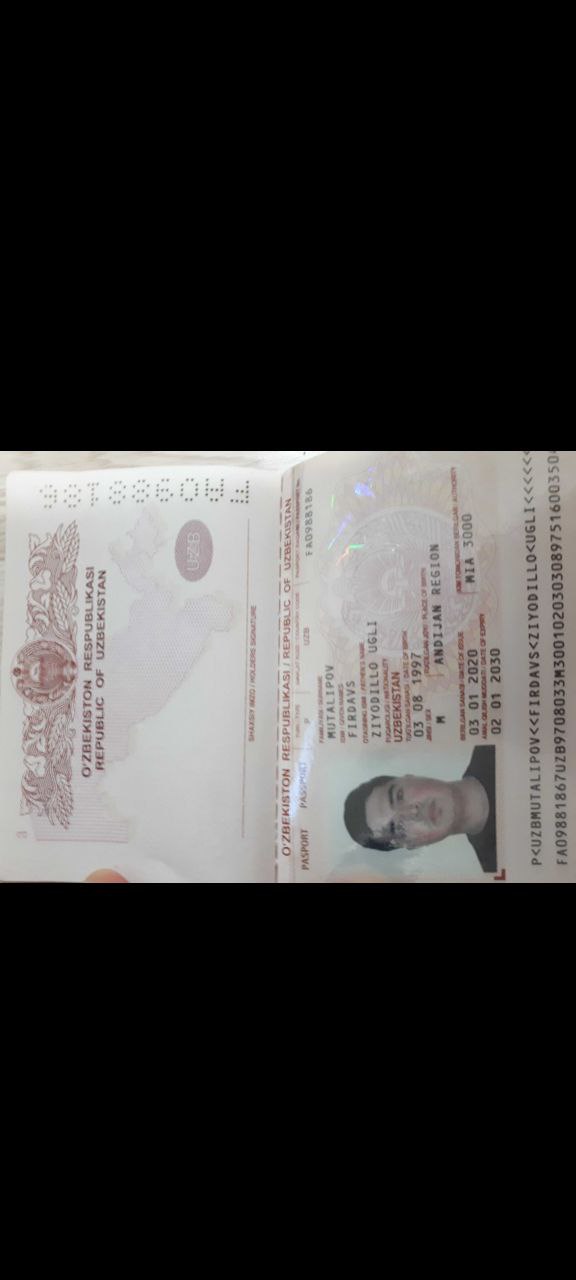 O'ZBEKISTON RESPUBLIKASI
REPUBLIC OF UZBEKISTAN
UZB
SHAXSIY IMZO / HOLDER'S SIGNATURE
O'ZBEKISTON RESPUBLIKASI / REPUBLIC OF UZBEKISTAN
PASPORT PASSPORT
P UZB FA0988186
MUTALIPOV
FIRDAVS
ZIYODILLO UGLI
UZBEKISTAN
03 08 1997
JINSI / SEX
M ANDIJAN REGION
03 01 2020
MIA 3000
02 01 2030
P<UZBMUTALIPOV<<FIRDAVS<ZIYODILLO<UGLI<<<<<